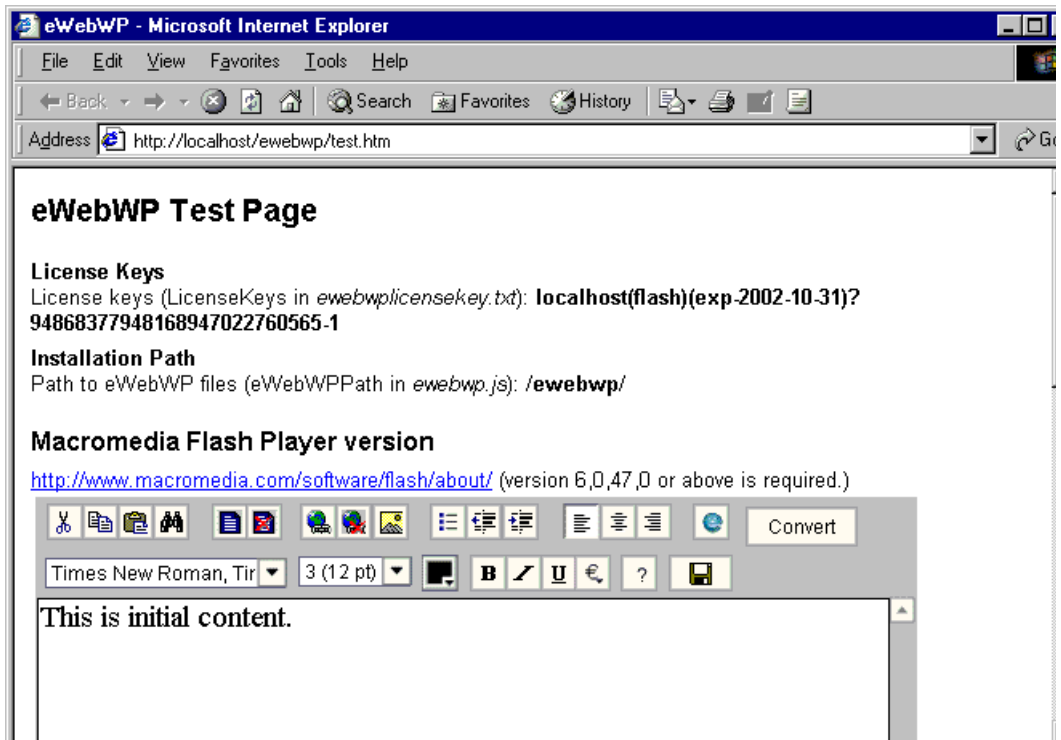 eWebWP - Microsoft Internet Explorer
File Edit View Favorites Tools Help
Back Search Favorites History
Address http://localhost/ewebwp/test.htm Go
eWebWP Test Page
License Keys
License keys (LicenseKeys in ewebwplicensekey.txt): localhost(flash)(exp-2002-10-31)?
94868377948168947022760565-1
Installation Path
Path to eWebWP files (eWebWPPath in ewebwp.js): /ewebwp/
Macromedia Flash Player version
http://www.macromedia.com/software/flash/about/ (version 6,0,47,0 or above is required.)
Convert
Times New Roman, Tir 3 (12 pt) B I U € ?
This is initial content.